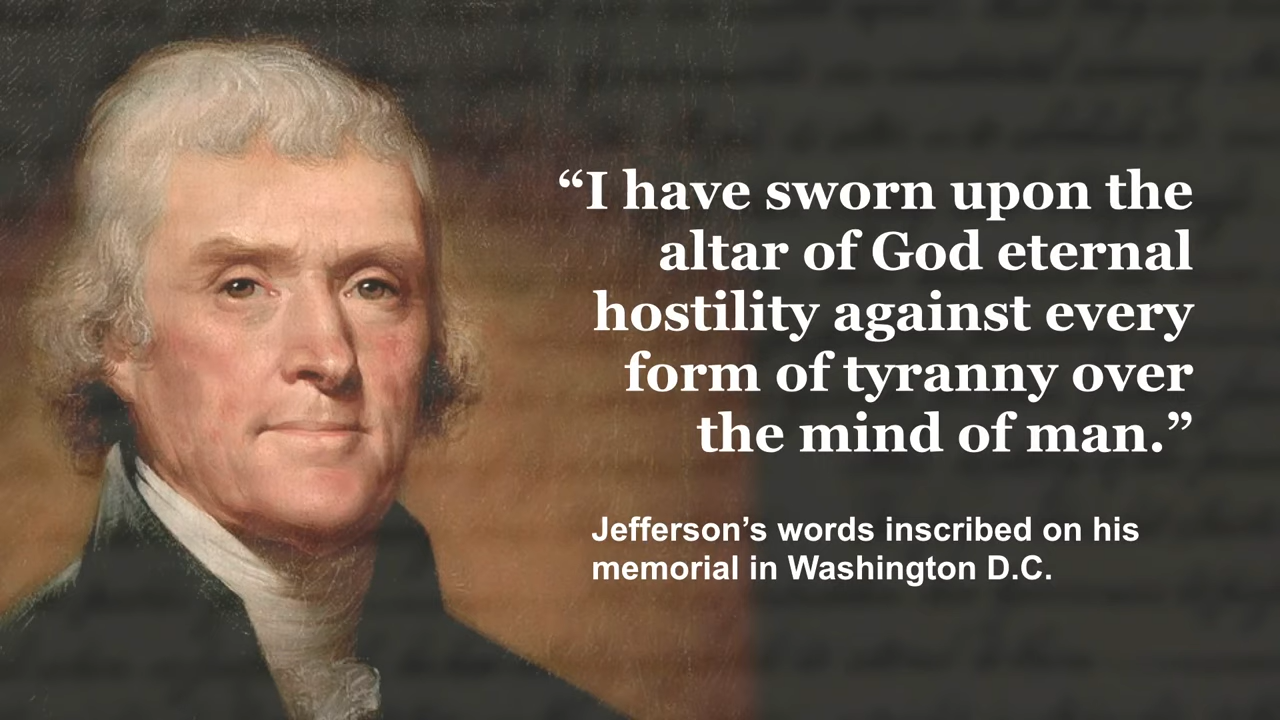 “I have sworn upon the
altar of God eternal
hostility against every
form of tyranny over
the mind of man.”
Jefferson’s words inscribed on his
memorial in Washington D.C.